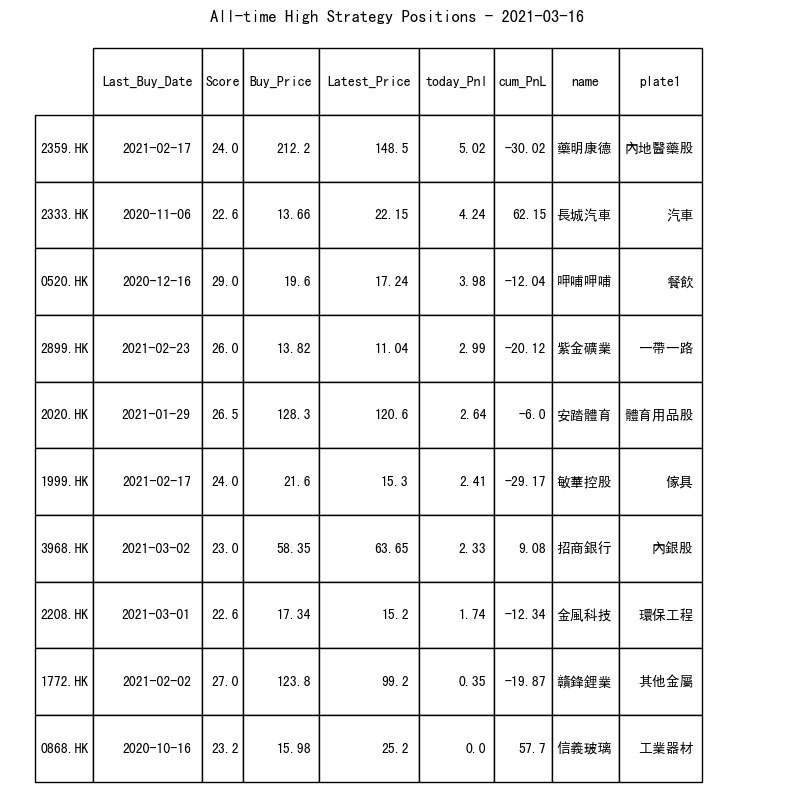 All-time High Strategy Positions - 2021-03-16
Last_Buy_Date Score Buy_Price Latest_Price today_Pnl cum_PnL name plate1
2359.HK 2021-02-17 24.0 212.2 148.5 5.02 -30.02 藥明康德 內地醫藥股
2333.HK 2020-11-06 22.6 13.66 22.15 4.24 62.15 長城汽車 汽車
0520.HK 2020-12-16 29.0 19.6 17.24 3.98 -12.04 呷哺呷哺 餐飲
2899.HK 2021-02-23 26.0 13.82 11.04 2.99 -20.12 紫金礦業 一帶一路
2020.HK 2021-01-29 26.5 128.3 120.6 2.64 -6.0 安踏體育 體育用品股
1999.HK 2021-02-17 24.0 21.6 15.3 2.41 -29.17 敏華控股 傢具
3968.HK 2021-03-02 23.0 58.35 63.65 2.33 9.08 招商銀行 內銀股
2208.HK 2021-03-01 22.6 17.34 15.2 1.74 -12.34 金風科技 環保工程
1772.HK 2021-02-02 27.0 123.8 99.2 0.35 -19.87 贛鋒鋰業 其他金屬
0868.HK 2020-10-16 23.2 15.98 25.2 0.0 57.7 信義玻璃 工業器材